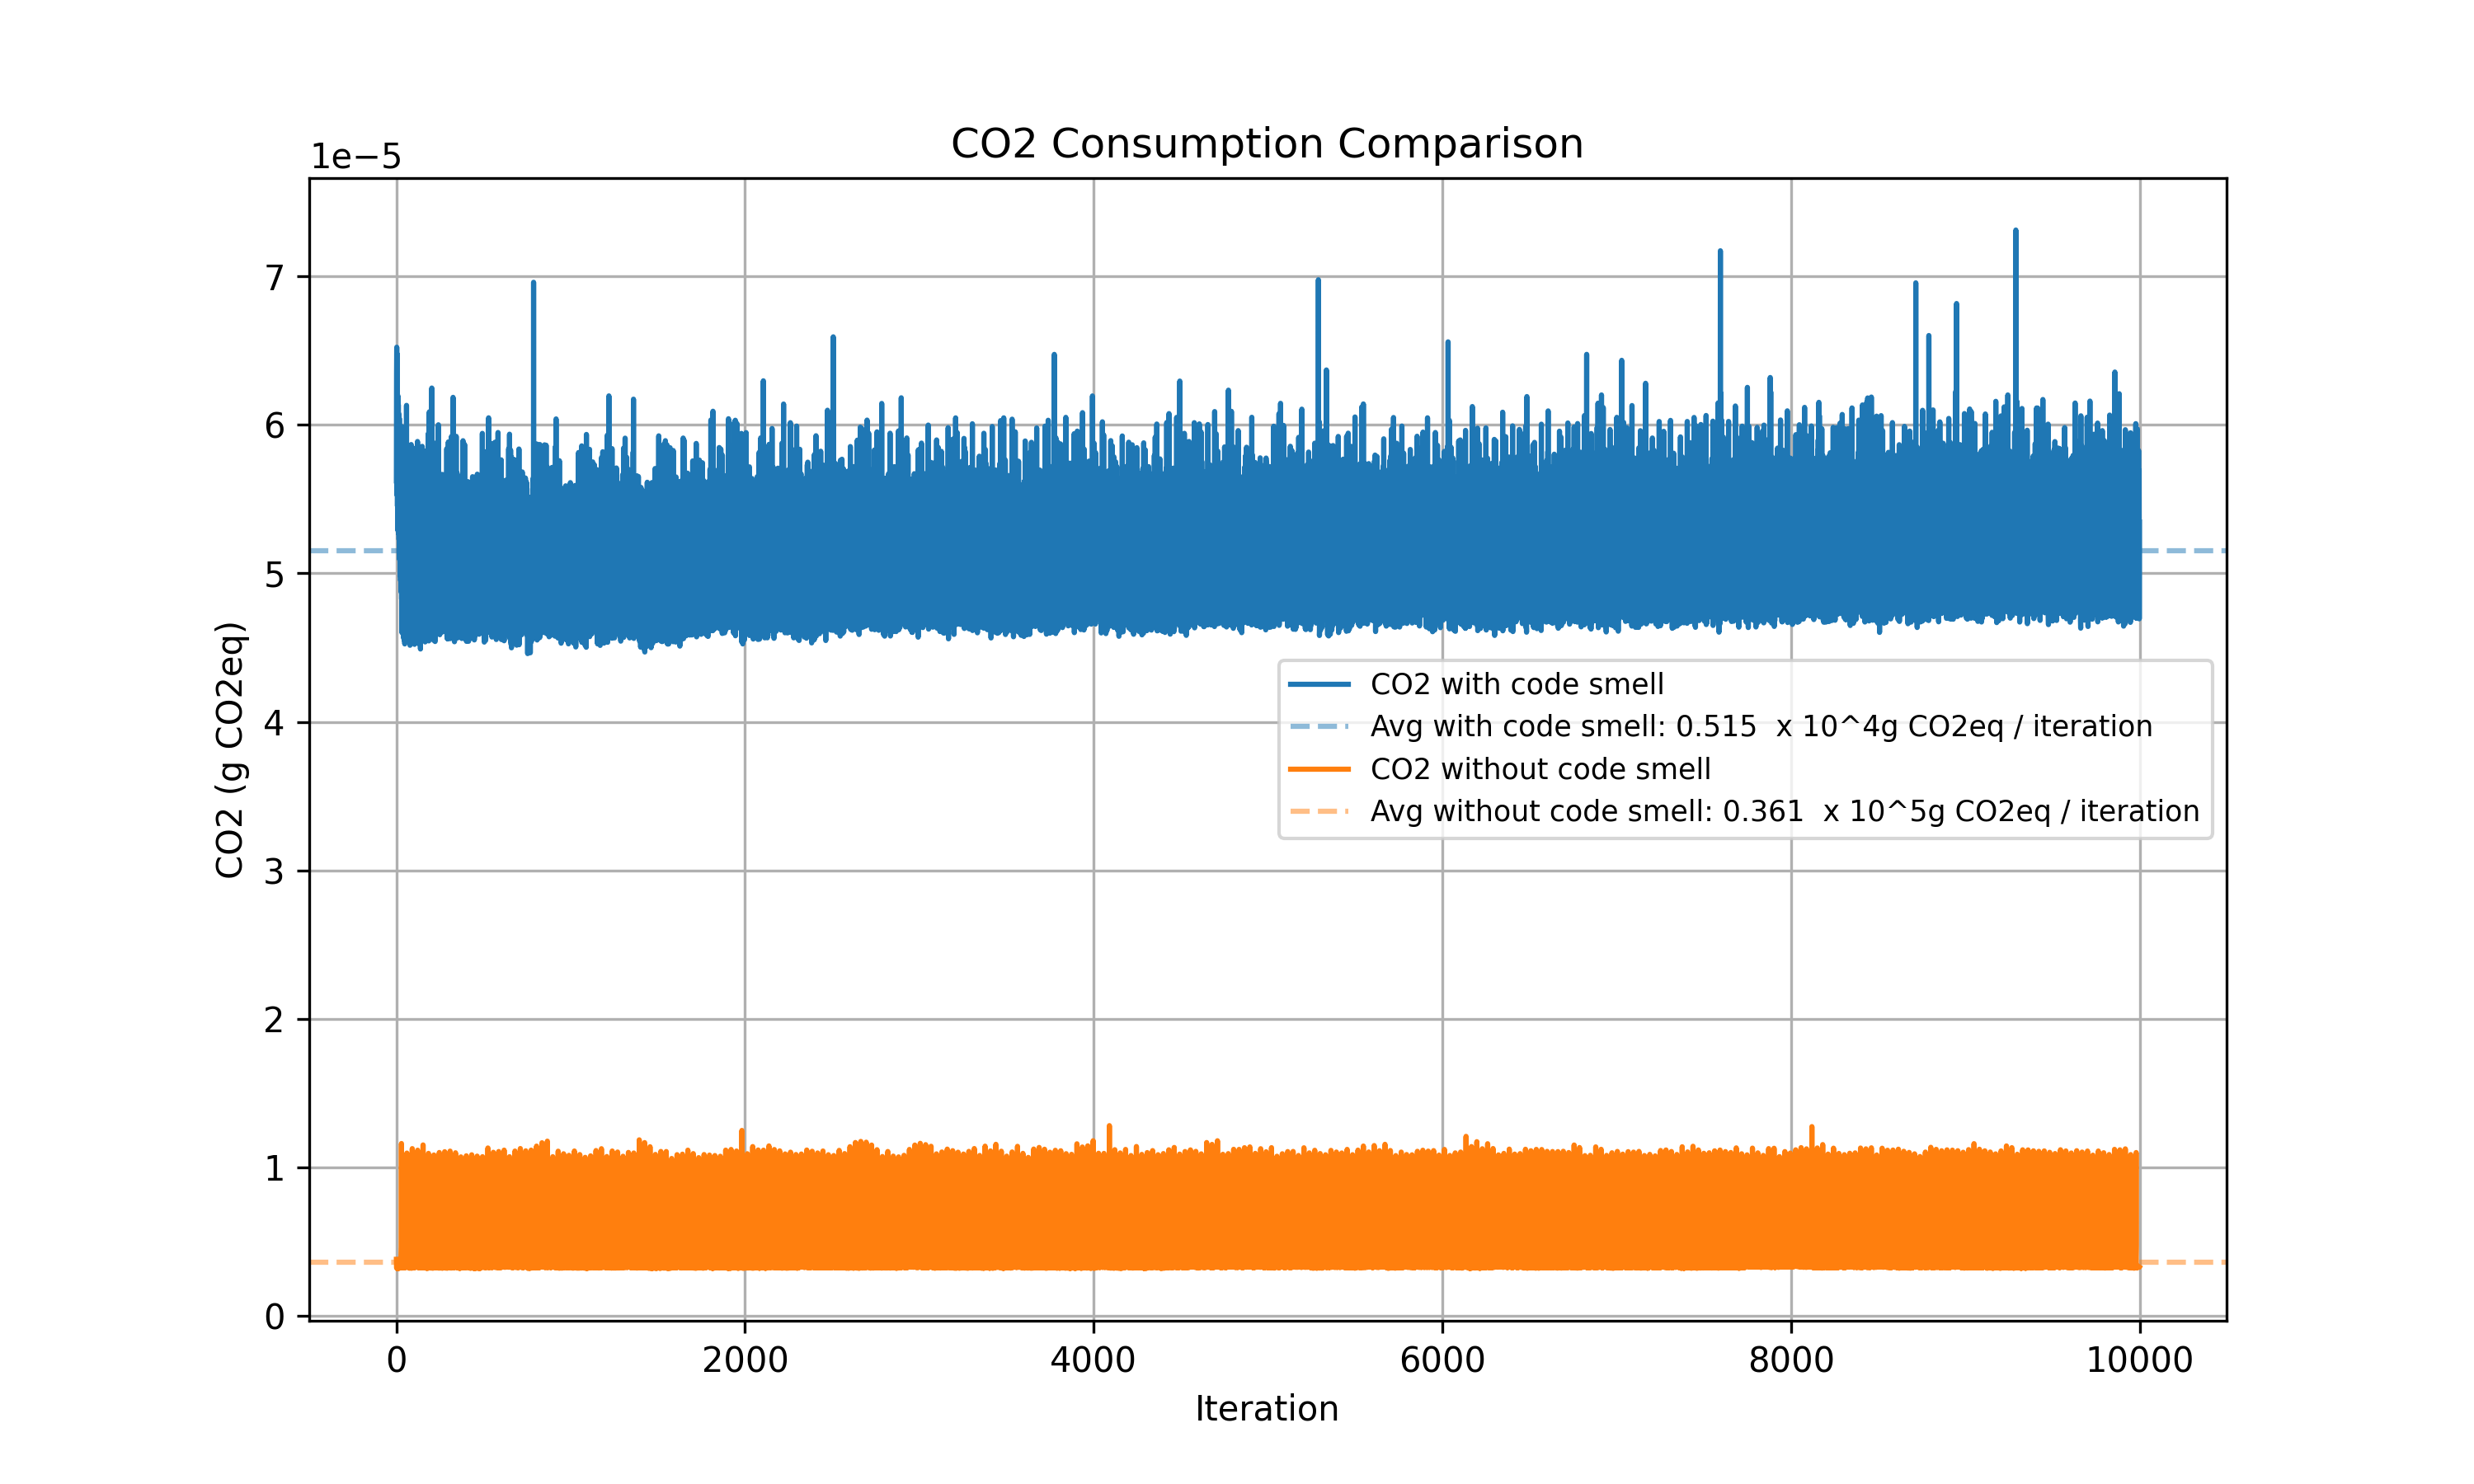 CO2 Consumption Comparison
1e−5
7
6
5
4
3
2
1
0
CO2 (g CO2eq)
CO2 with code smell
Avg with code smell: 0.515  x 10^4g CO2eq / iteration
CO2 without code smell
Avg without code smell: 0.361  x 10^5g CO2eq / iteration
0 2000 4000 6000 8000 10000
Iteration